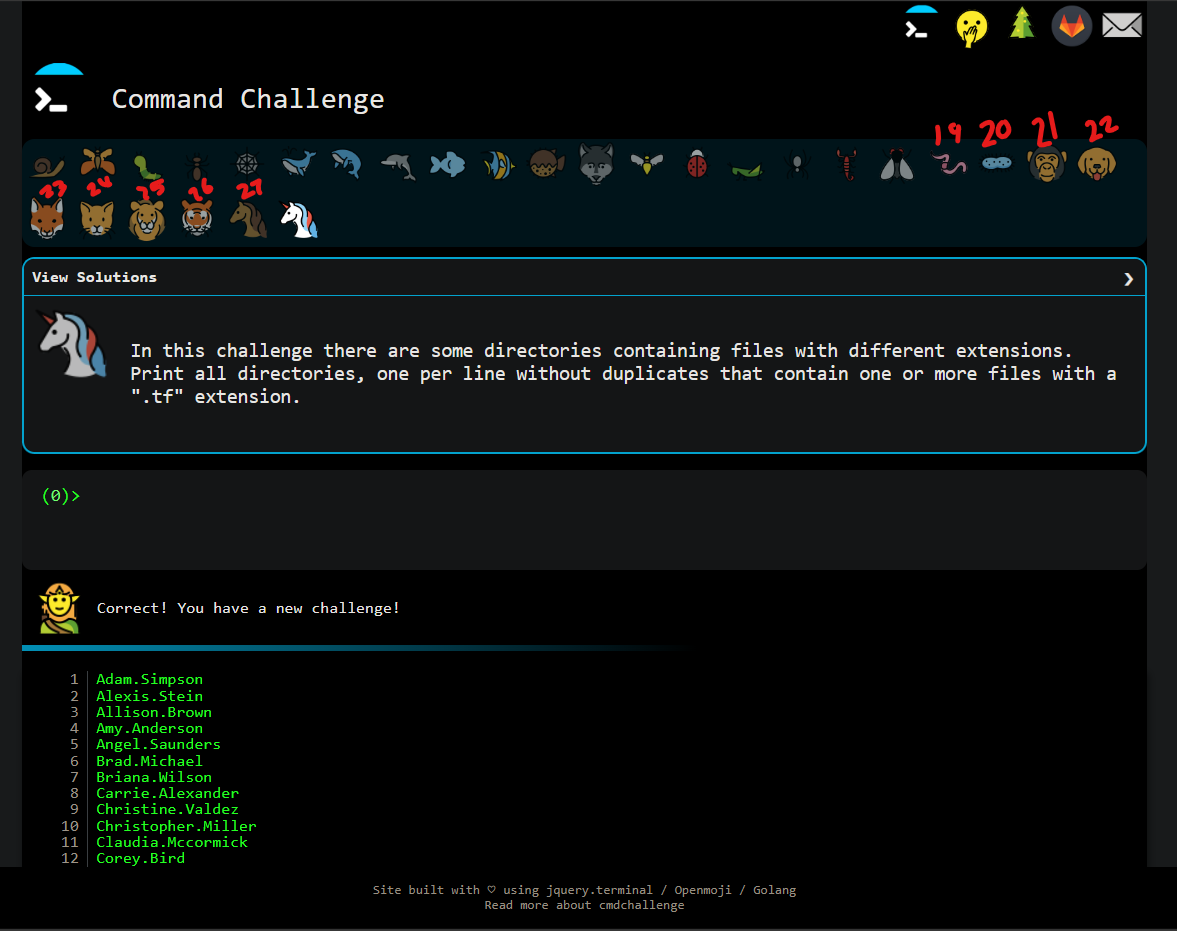 Command Challenge
19 20 21 22
23 24 25 26 27
View Solutions
In this challenge there are some directories containing files with different extensions.
Print all directories, one per line without duplicates that contain one or more files with a
".tf" extension.
(0)>
Correct! You have a new challenge!
1 Adam.Simpson
2 Alexis.Stein
3 Allison.Brown
4 Amy.Anderson
5 Angel.Saunders
6 Brad.Michael
7 Briana.Wilson
8 Carrie.Alexander
9 Christine.Valdez
10 Christopher.Miller
11 Claudia.Mccormick
12 Corey.Bird
Site built with ♡ using jquery.terminal / Openmoji / Golang
Read more about cmdchallenge